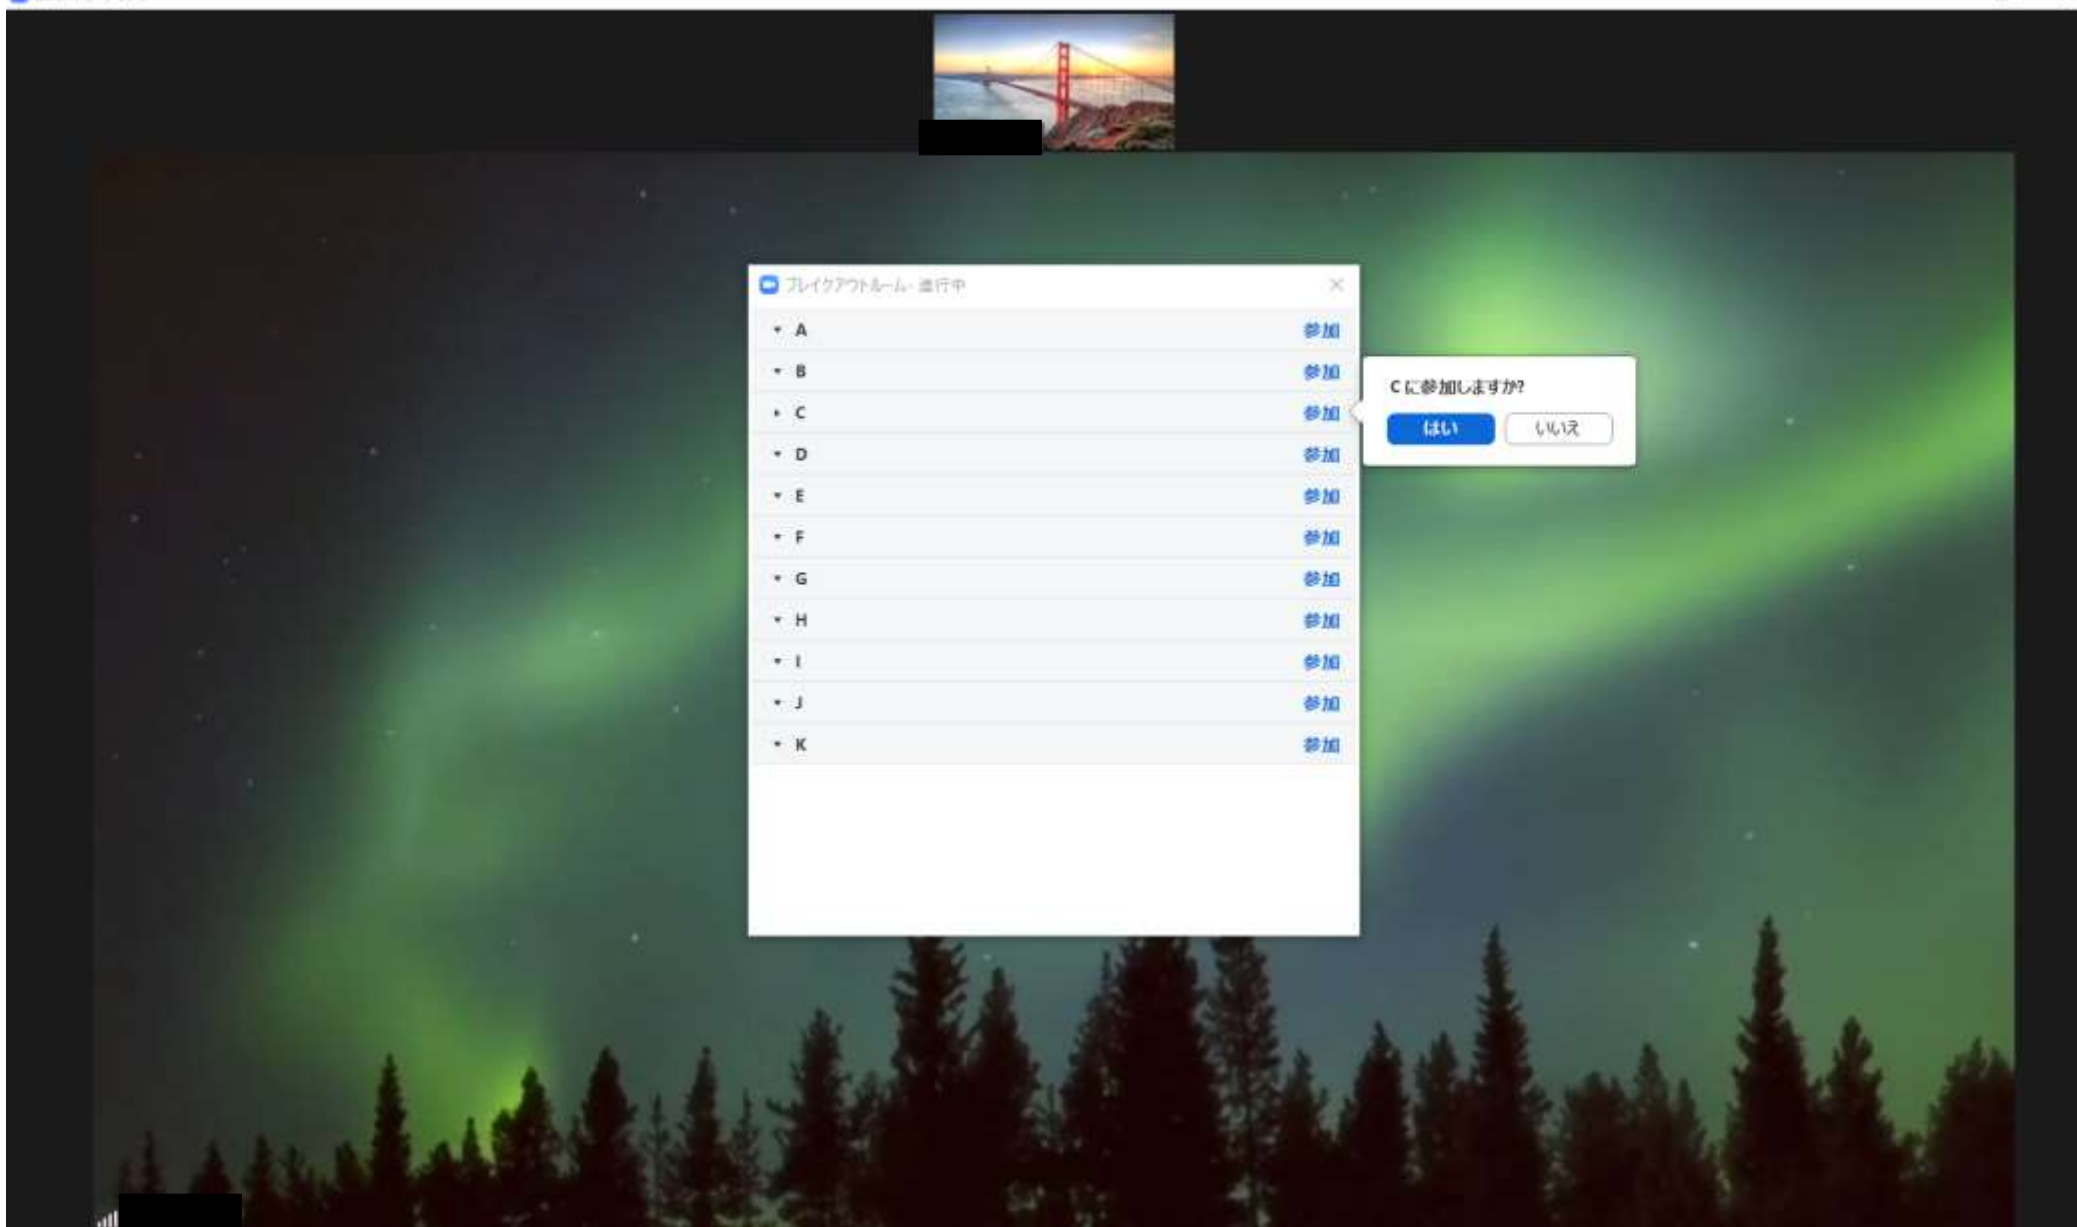 ブレイクアウトルーム - 進行中
A 参加
B 参加
C 参加
C に参加しますか?
はい いいえ
D 参加
E 参加
F 参加
G 参加
H 参加
I 参加
J 参加
K 参加